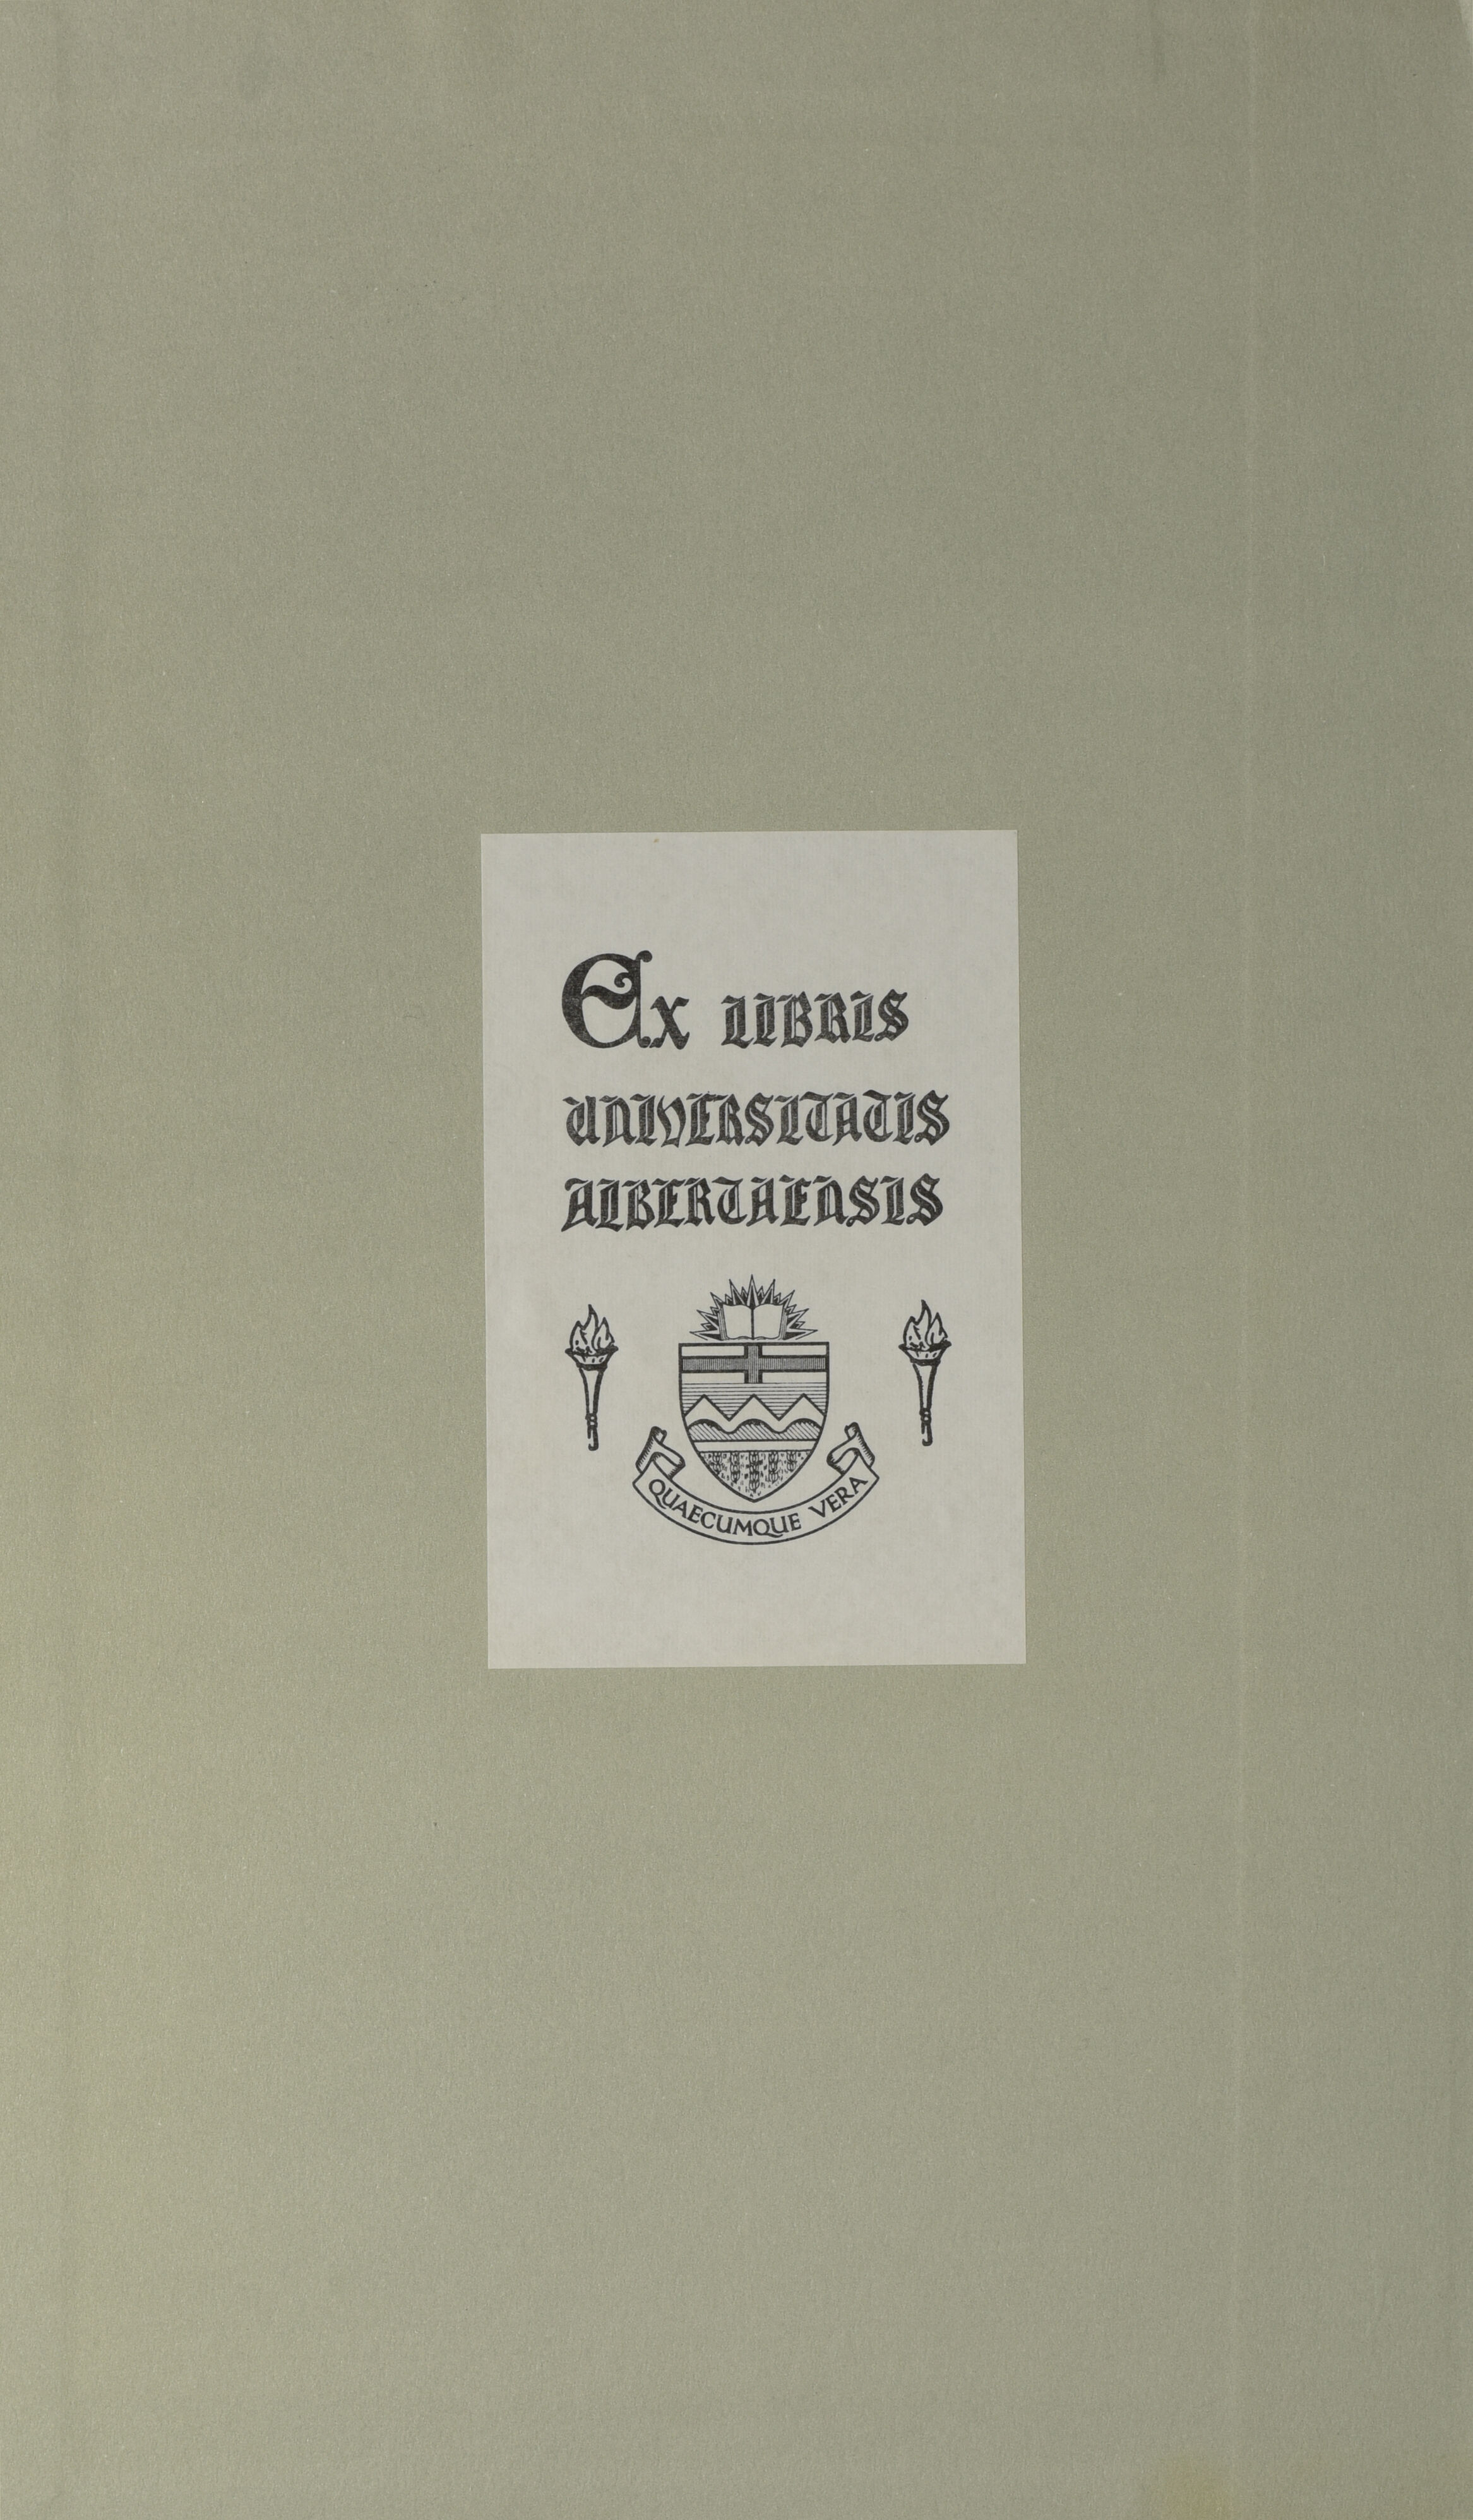 Ex LIBRIS
UNIVERSITATIS
ALBERTAENSIS
QUAECUMQUE VERA